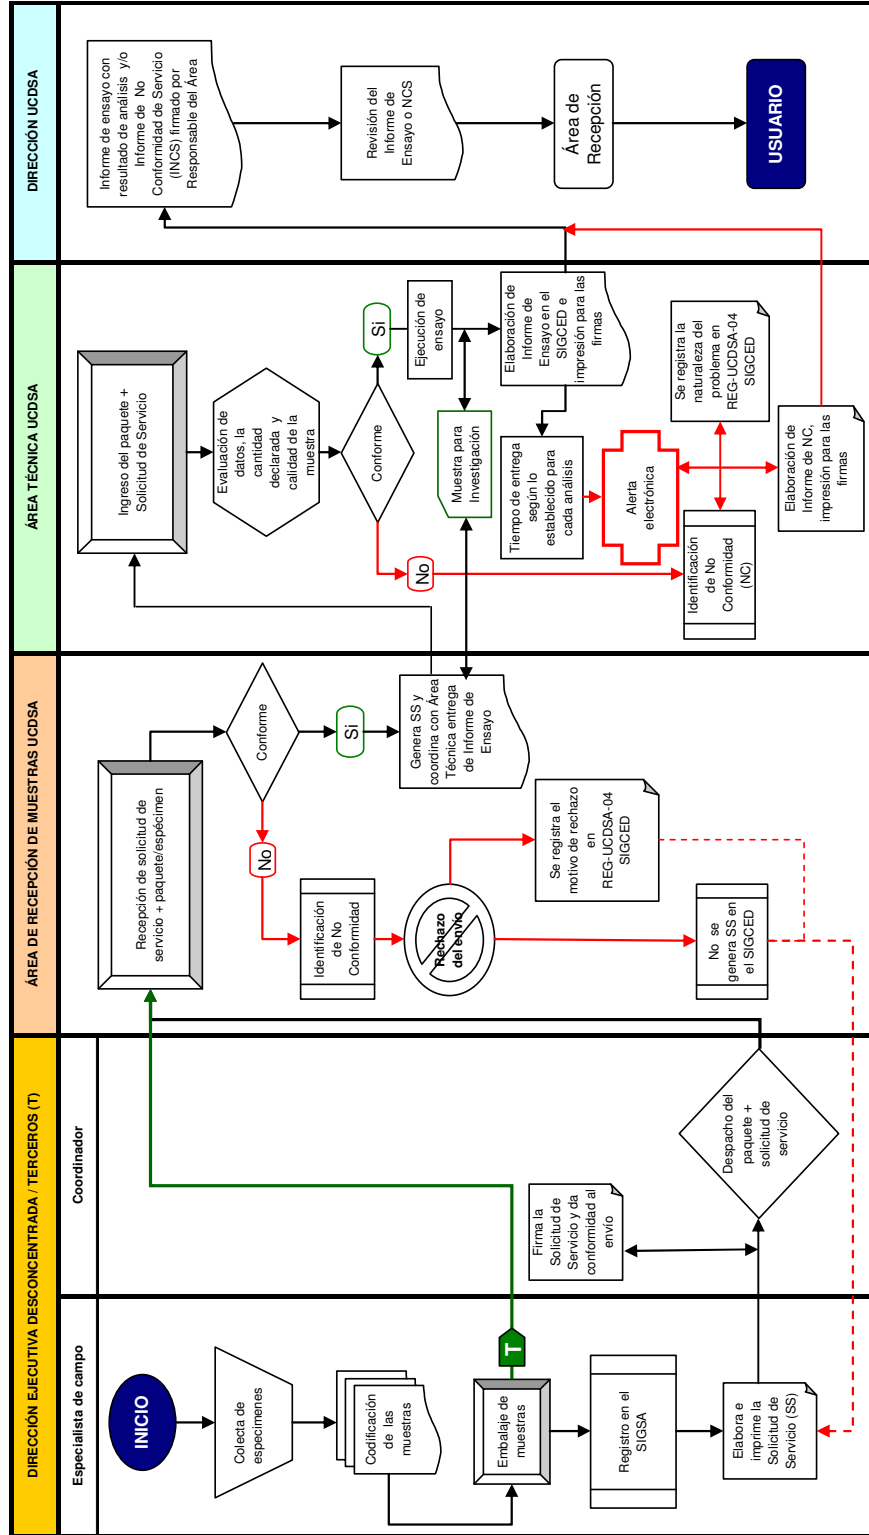 DIRECCIÓN EJECUTIVA DESCONCENTRADA / TERCEROS (T)
Especialista de campo
INICIO
Colecta de
especimenes
Codificación
de las
muestras
Embalaje de
muestras
T
Registro en el
SIGSA
Elabora e
imprime la
Solicitud de
Servicio (SS)
Coordinador
Firma la
Solicitud de
Servicio y da
conformidad al
envío
Despacho del
paquete +
solicitud de
servicio
ÁREA DE RECEPCIÓN DE MUESTRAS UCDSA
Recepción de solicitud de
servicio + paquete/espécimen
Conforme
No
Si
Identificación
de No
Conformidad
Generar SS y
coordina con Área
Técnica entrega
de Informe de
Ensayo
Rechazo
del envío
Se registra el
motivo de rechazo
en
REG-UCDSA-04
SIGCED
No se
genera SS en
el SIGCED
ÁREA TÉCNICA UCDSA
Ingreso del paquete +
Solicitud de Servicio
Evaluación de
datos, la
cantidad
declarada y
calidad de la
muestra
Conforme
Si
No
Ejecución de
ensayo
Muestra para
Investigación
Elaboración de
Informe de
Ensayo en el
SIGCED e
impresión para las
firmas
Tiempo de entrega
según lo
establecido para
cada análisis
Alerta
electrónica
Identificación
de No
Conformidad
(NC)
Se registra la
naturaleza del
problema en
REG-UCDSA-04
SIGCED
Elaboración de
Informe de NC,
impresión para las
firmas
DIRECCIÓN UCDSA
Informe de ensayo con
resultado de análisis y/o
Informe de No
Conformidad de Servicio
(INCS) firmado por
Responsable del Área
Revisión del
Informe de
Ensayo o NCS
Área de
Recepción
USUARIO